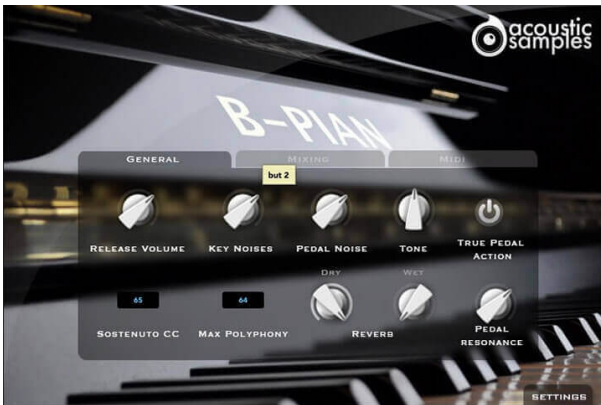 acoustic
samples
B-PIAN
GENERAL
MIXING
MIDI
but 2
RELEASE VOLUME
KEY NOISES
PEDAL NOISE
TONE
TRUE PEDAL
ACTION
DRY
WET
65
64
SOSTENUTO CC
MAX POLYPHONY
REVERB
PEDAL
RESONANCE
SETTINGS